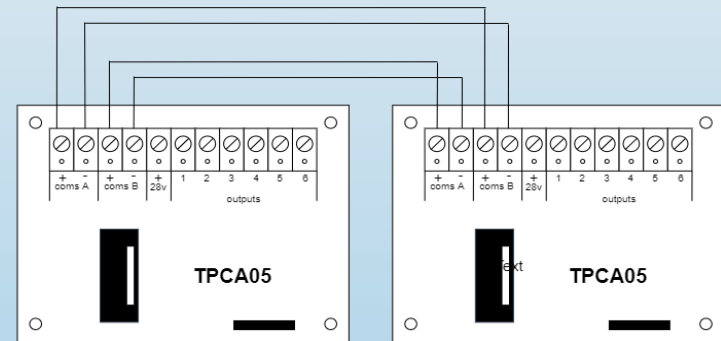 + - + - + 1 2 3 4 5 6
coms A coms B 28v
outputs
TPCA05
+ - + - + 1 2 3 4 5 6
coms A coms B 28v
outputs
Text
TPCA05